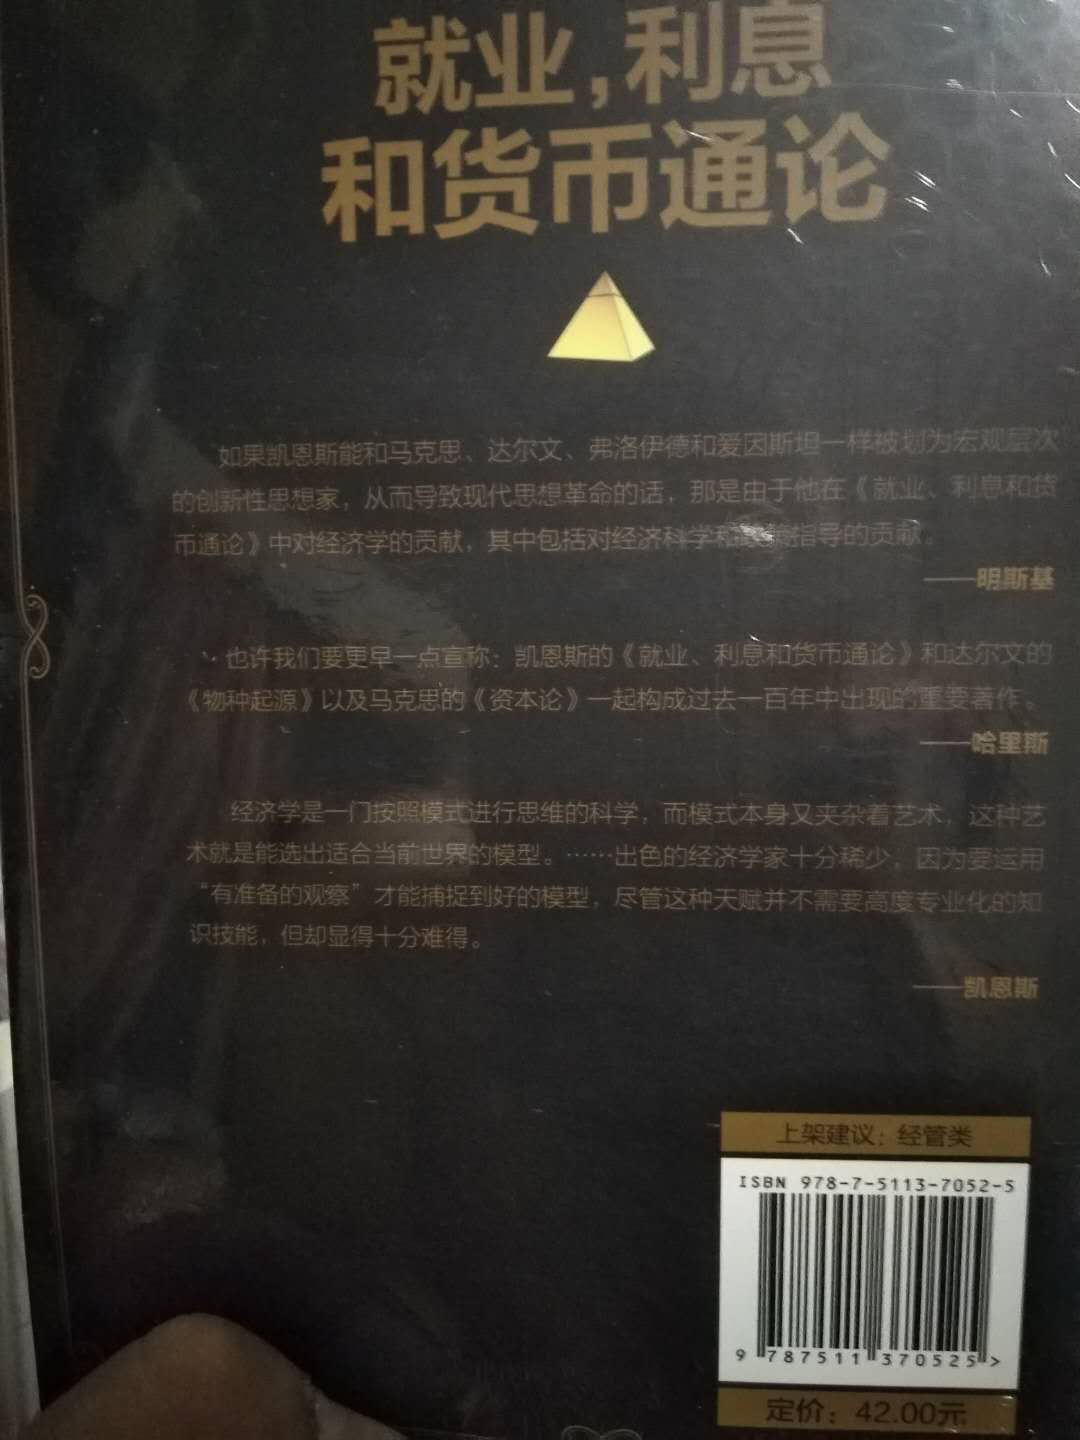 就业，利息
和货币通论
如果凯恩斯能和马克思、达尔文、弗洛伊德和爱因斯坦一样被划为宏观层次
的创新性思想家，从而导致现代思想革命的话，那是由于他在《就业、利息和货
币通论》中对经济学的贡献，其中包括对经济科学和指导的贡献。
——明斯基
也许我们要更早一点宣称：凯恩斯的《就业、利息和货币通论》和达尔文的
《物种起源》以及马克思的《资本论》一起构成过去一百年中出现的重要著作。
——哈里斯
经济学是一门按照模式进行思维的科学，而模式本身又夹杂着艺术，这种艺
术就是能选出适合当前世界的模型。……出色的经济学家十分稀少，因为要运用
“有准备的观察”才能捕捉到好的模型，尽管这种天赋并不需要高度专业化的知
识技能，但却显得十分难得。
——凯恩斯
上架建议：经管类
ISBN 978-7-5113-7052-5
9 787511 370525 >
定价：42.00元